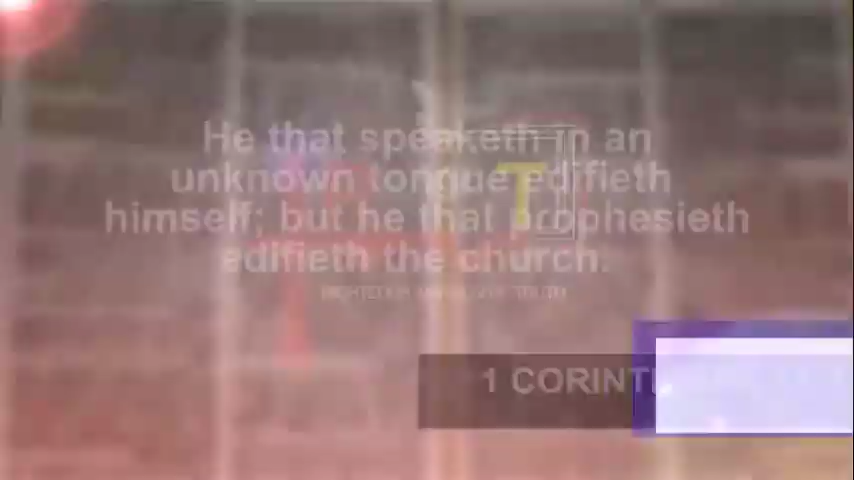 He that speaketh in an
unknown tongue edifieth
himself; but he that prophesieth
edifieth the church.
T
1 CORINT